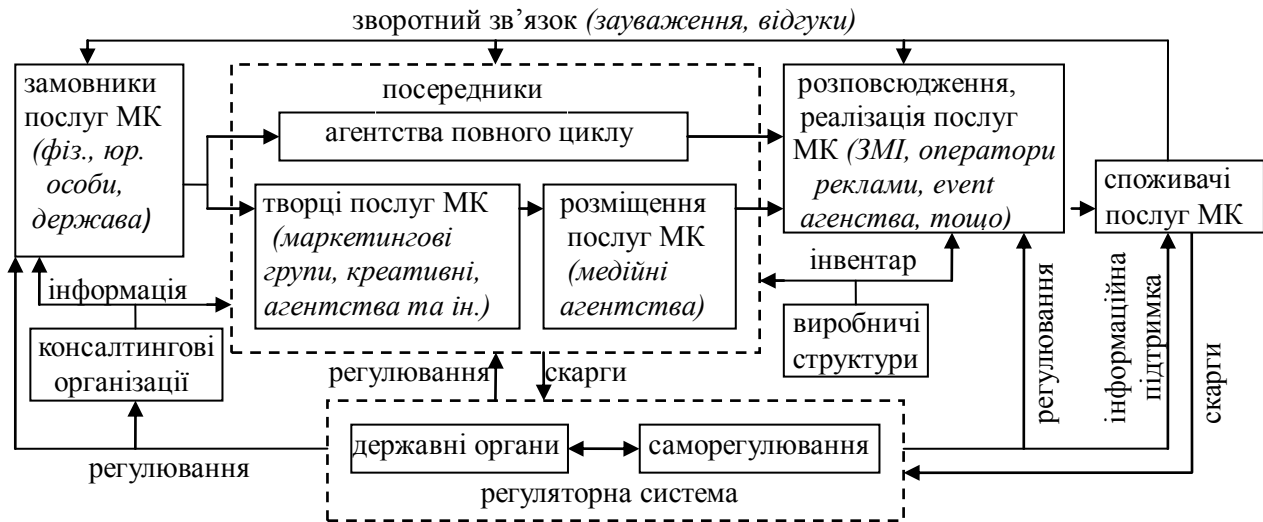 зворотний зв’язок (зауваження, відгуки)
замовники
послуг МК
(фіз., юр.
особи,
держава)
посередники
агентства повного циклу
творці послуг МК
(маркетингові
групи, креативні,
агентства та ін.)
розміщення
послуг МК
(медійні
агентства)
розповсюдження,
реалізація послуг
МК (ЗМІ, оператори
реклами, event
агенства, тощо)
споживачі
послуг МК
інформація
консалтингові
організації
інвентар
виробничі
структури
регулювання
скарги
регулювання
інформаційна
підтримка
скарги
регулювання
державні органи
саморегулювання
регуляторна система